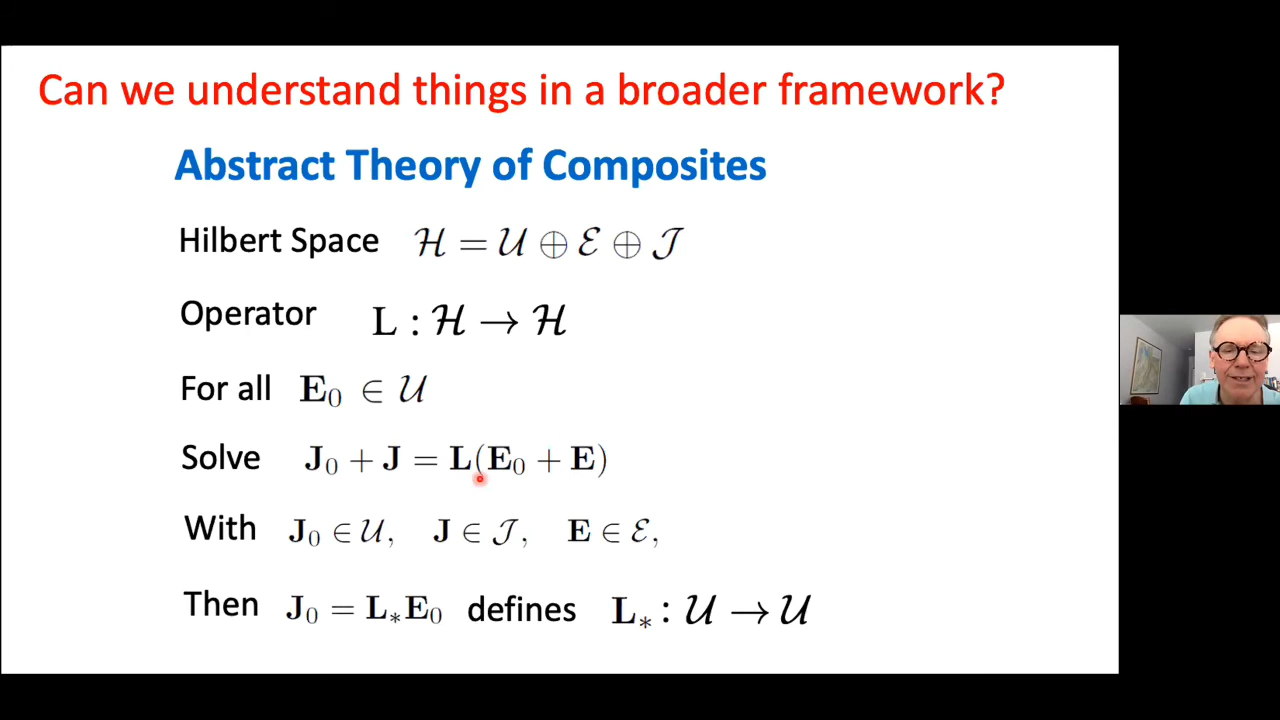 Can we understand things in a broader framework?
Abstract Theory of Composites
Hilbert Space ℋ = 𝒰 ⊕ ℰ ⊕ 𝒥
Operator L : ℋ → ℋ
For all E₀ ∈ 𝒰
Solve J₀ + J = L(E₀ + E)
With J₀ ∈ 𝒰, J ∈ 𝒥, E ∈ ℰ,
Then J₀ = L⁎E₀ defines L⁎ : 𝒰 → 𝒰